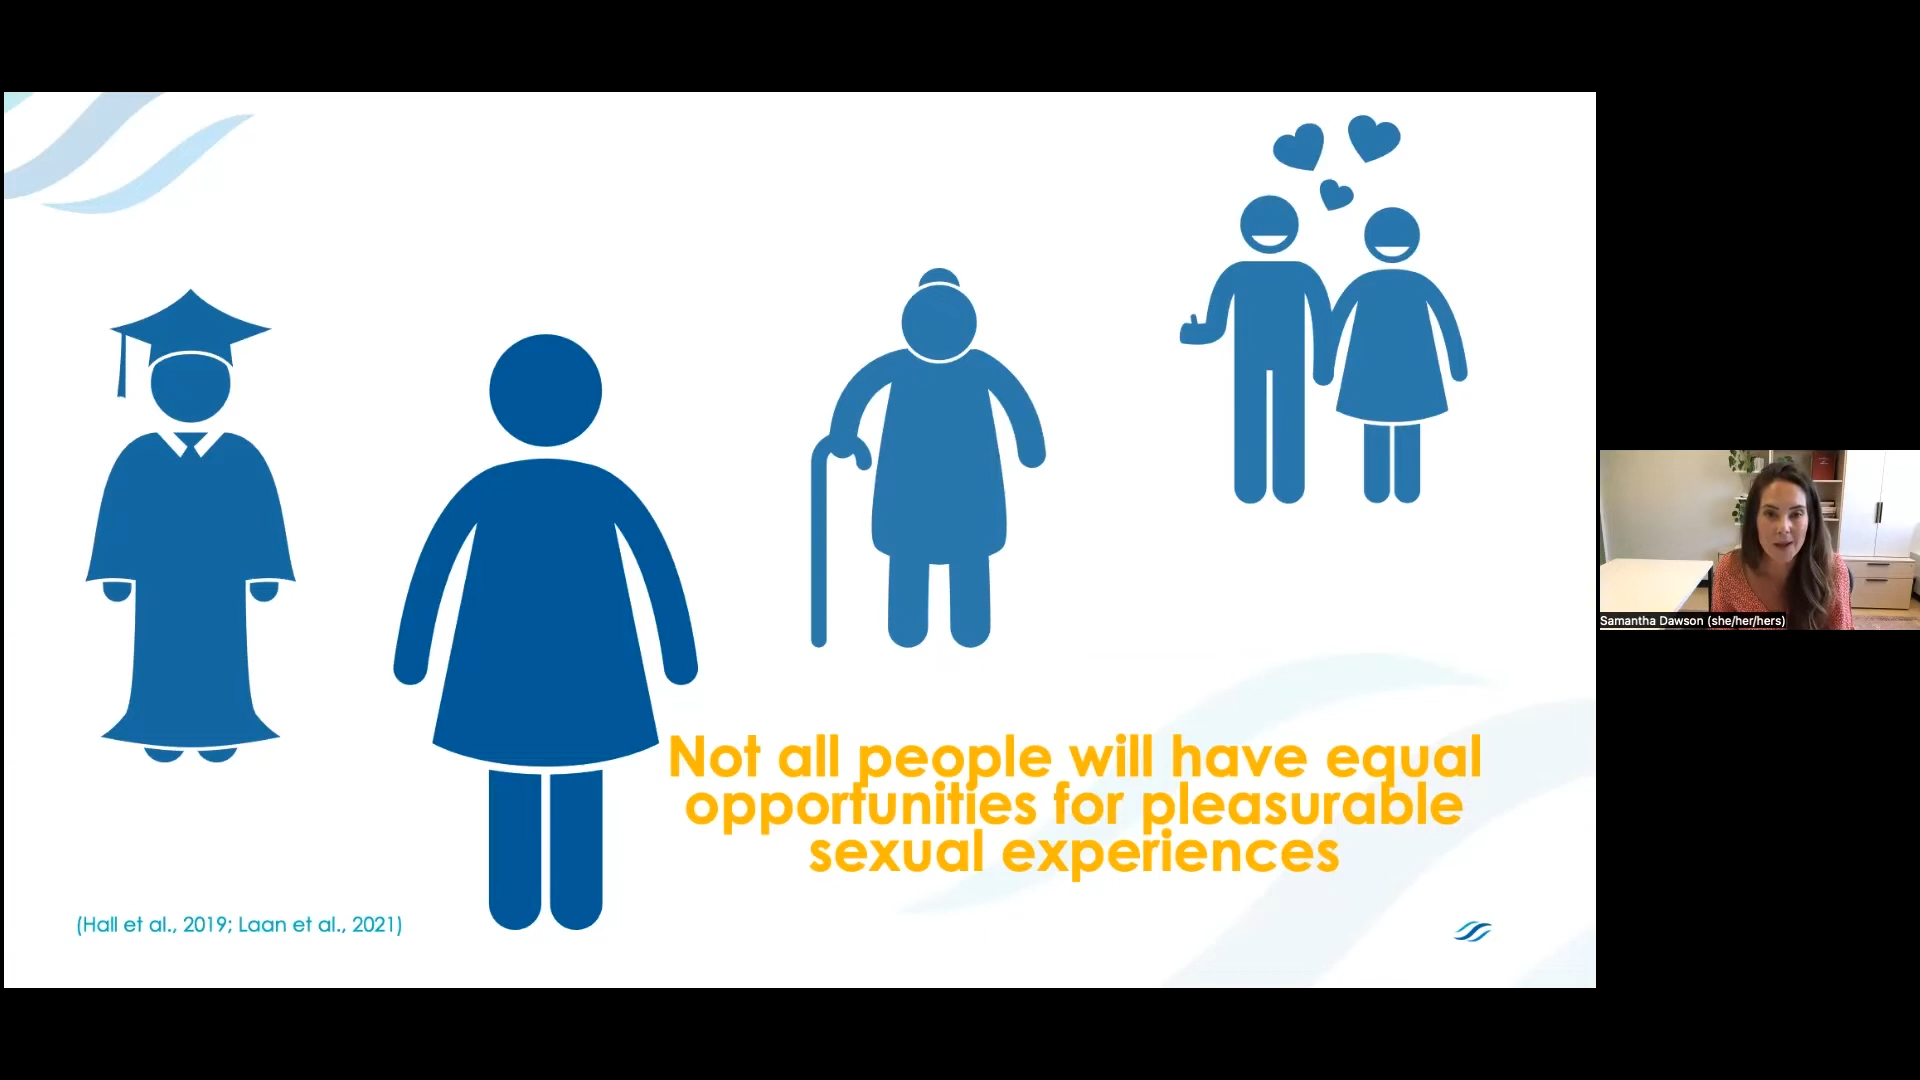 Not all people will have equal
opportunities for pleasurable
sexual experiences
(Hall et al., 2019; Laan et al., 2021)
Samantha Dawson (she/her/hers)